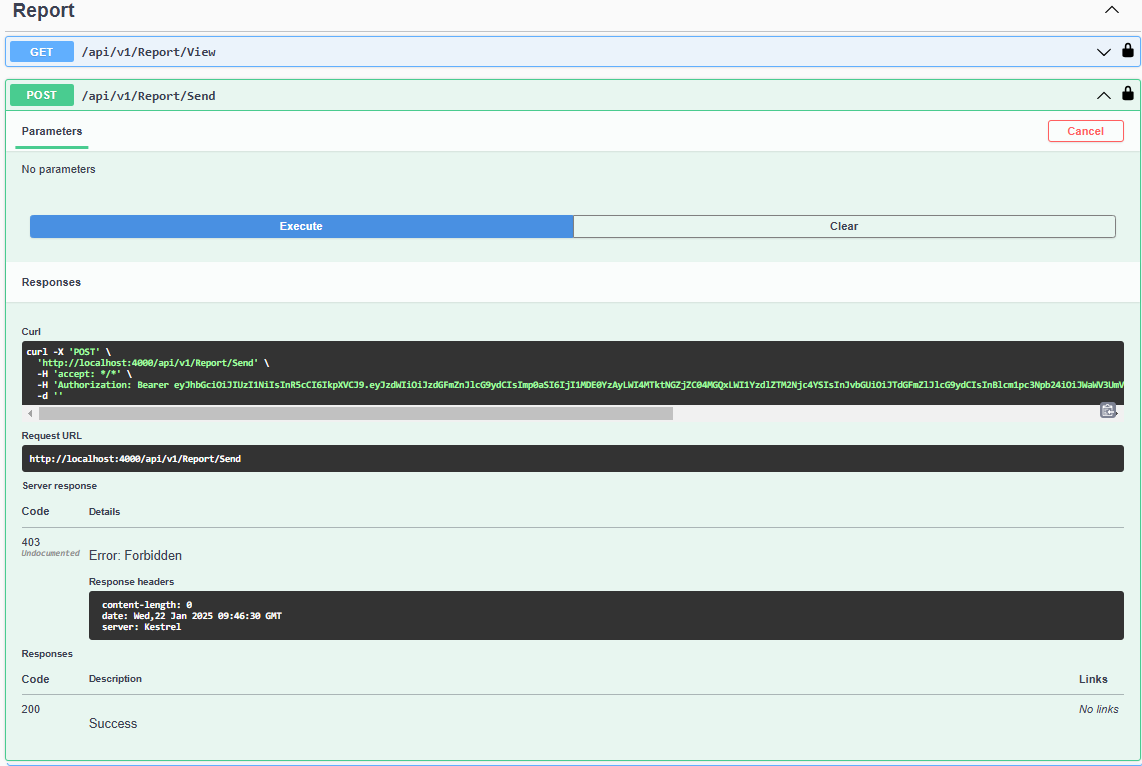 Report
GET /api/v1/Report/View
POST /api/v1/Report/Send
Parameters Cancel
No parameters
Execute Clear
Responses
Curl
curl -X 'POST' \
'http://localhost:4000/api/v1/Report/Send' \
-H 'accept: */*' \
-H 'Authorization: Bearer
-d ''
Request URL
http://localhost:4000/api/v1/Report/Send
Server response
Code Details
403
Undocumented
Error: Forbidden
Response headers
content-length: 0
date: Wed,22 Jan 2025 09:46:30 GMT
server: Kestrel
Responses
Code Description Links
200 No links
Success